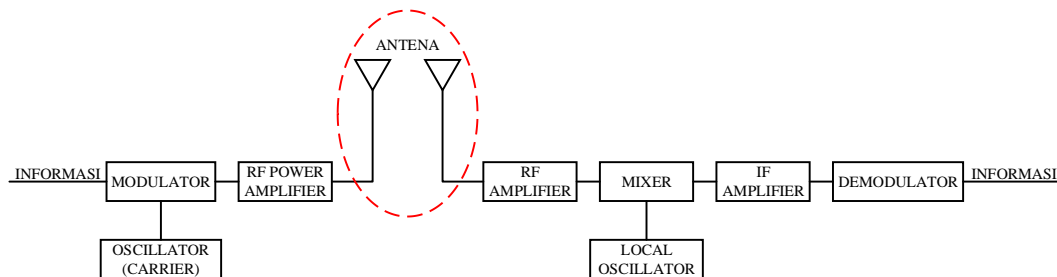 ANTENA
INFORMASI
MODULATOR
RF POWER
AMPLIFIER
RF
AMPLIFIER
MIXER
IF
AMPLIFIER
DEMODULATOR
INFORMASI
OSCILLATOR
(CARRIER)
LOCAL
OSCILLATOR